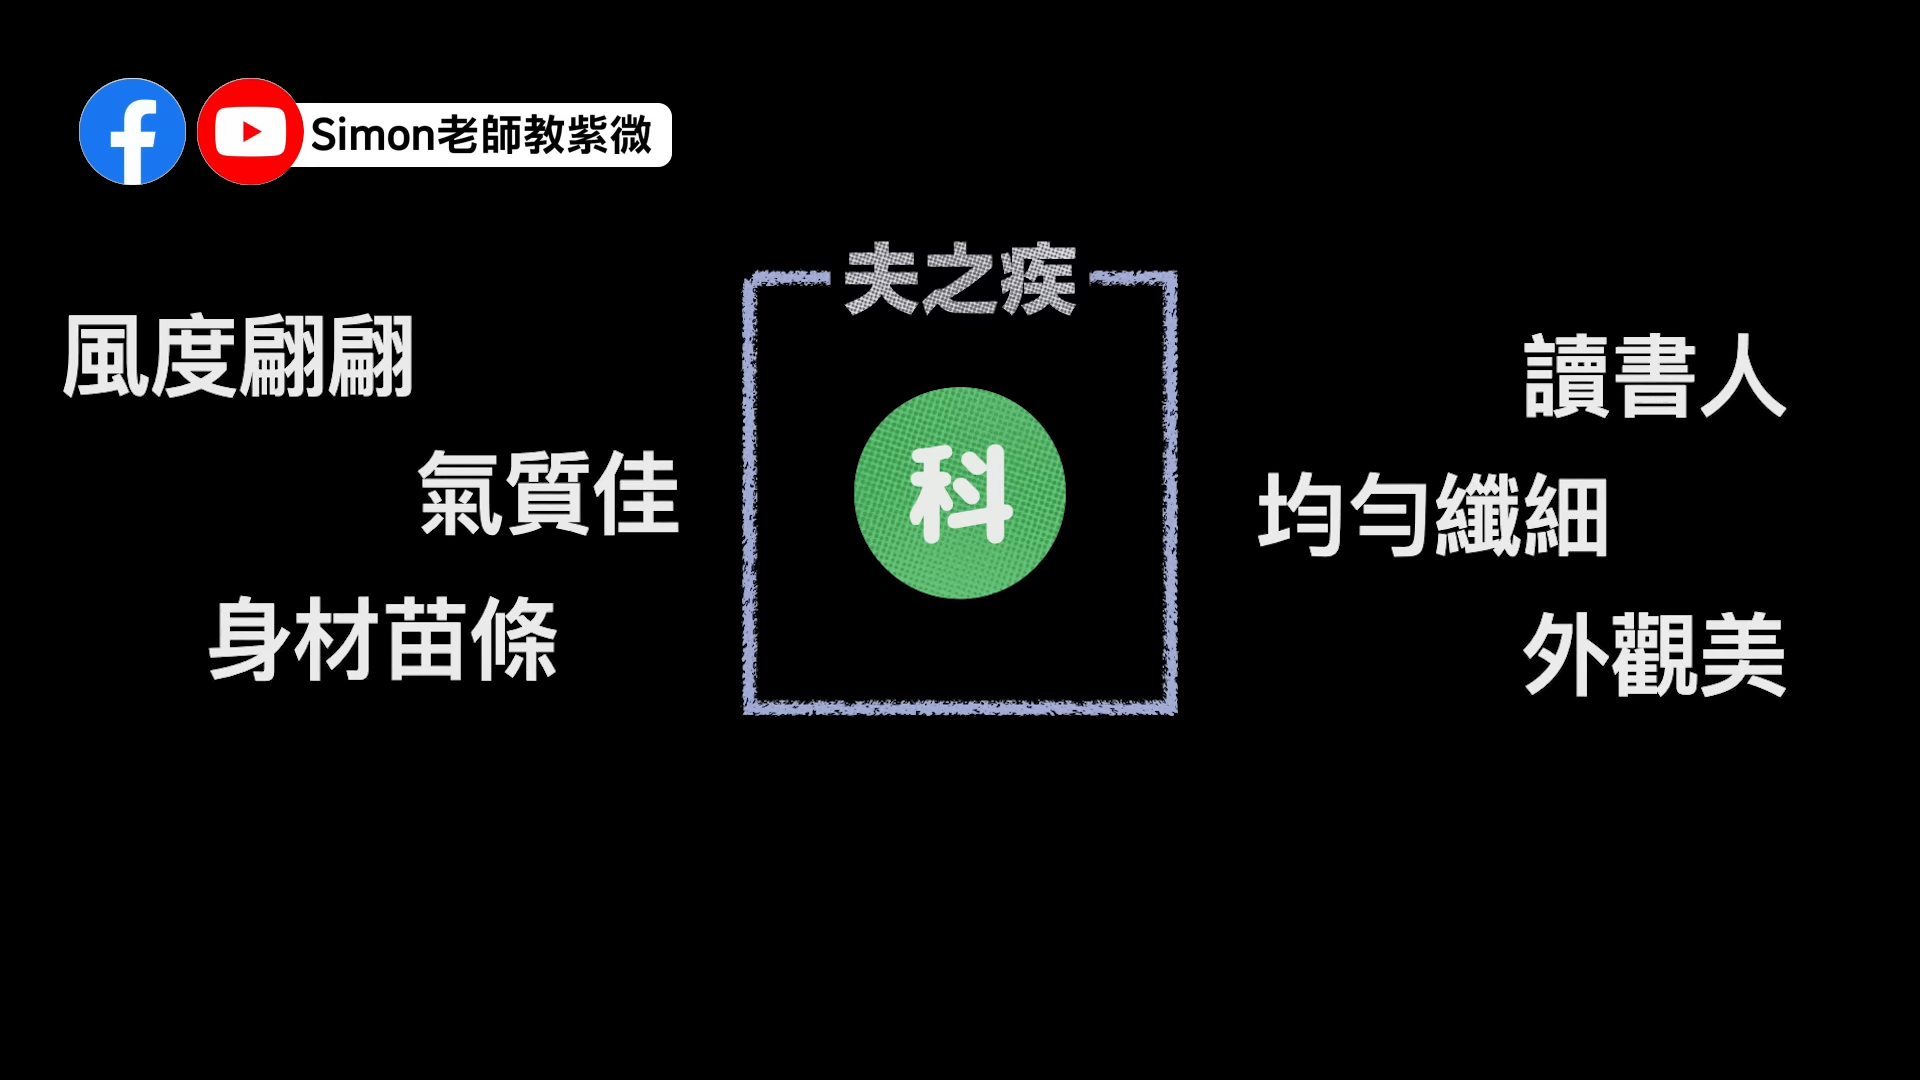 Simon老師教紫微
夫之疾
風度翩翩
氣質佳
身材苗條
科
讀書人
均勻纖細
外觀美